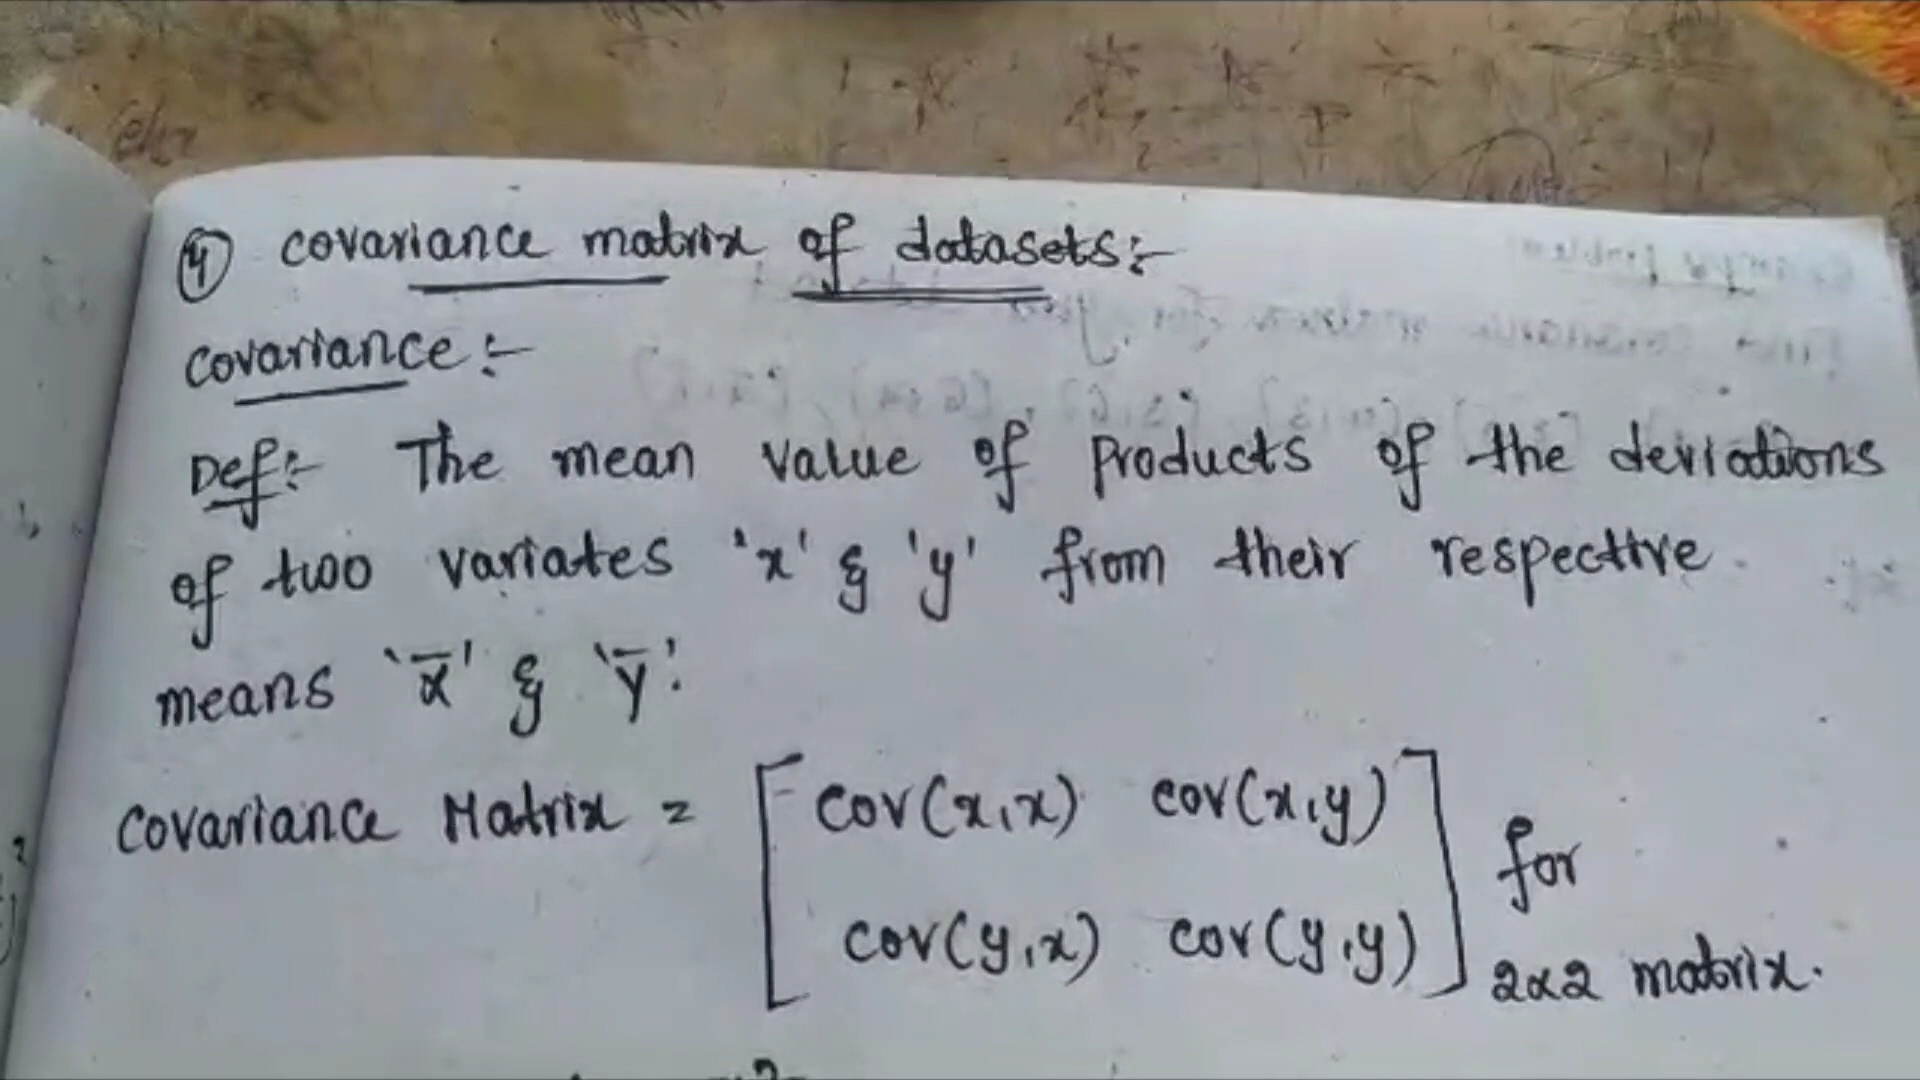 ④ covariance matrix of datasets:-
covariance:-
Def:- The mean value of products of the deviations
of two variates 'x' & 'y' from their respective
means 'x̄' & 'ȳ'.
covariance Matrix = [ cov(x,x) cov(x,y)
cov(y,x) cov(y,y) ] for
2x2 matrix.